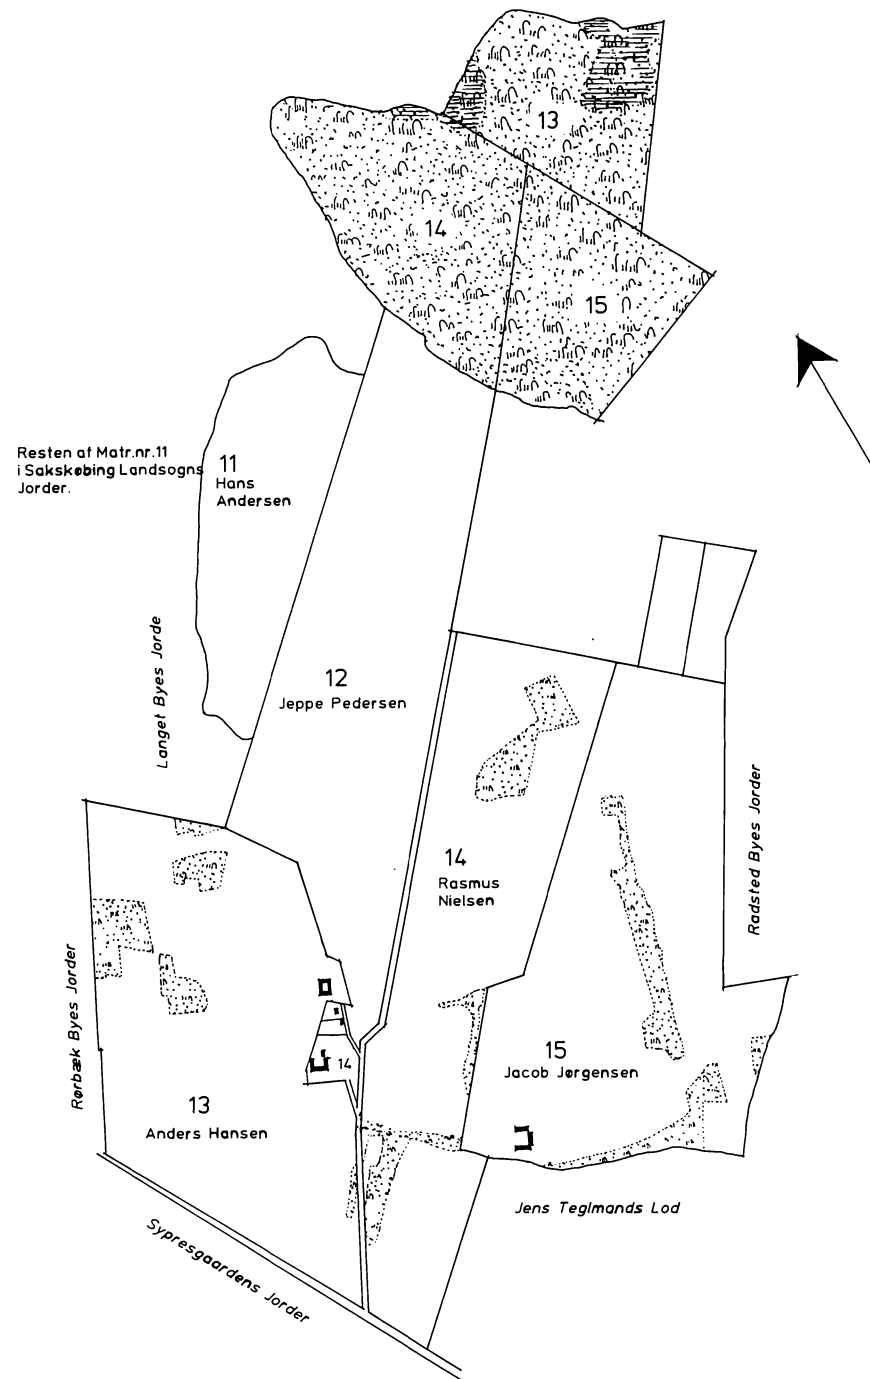 13
14
15
Resten af Matr.nr.11
i Sakskøbing Landsogns
Jorder.
11
Hans
Andersen
Langet Byes Jorde
12
Jeppe Pedersen
14
Rasmus
Nielsen
Radsted Byes Jorder
Rørbæk Byes Jorder
15
Jacob Jørgensen
14
13
Anders Hansen
Jens Teglmands Lod
Sypresgaardens Jorder